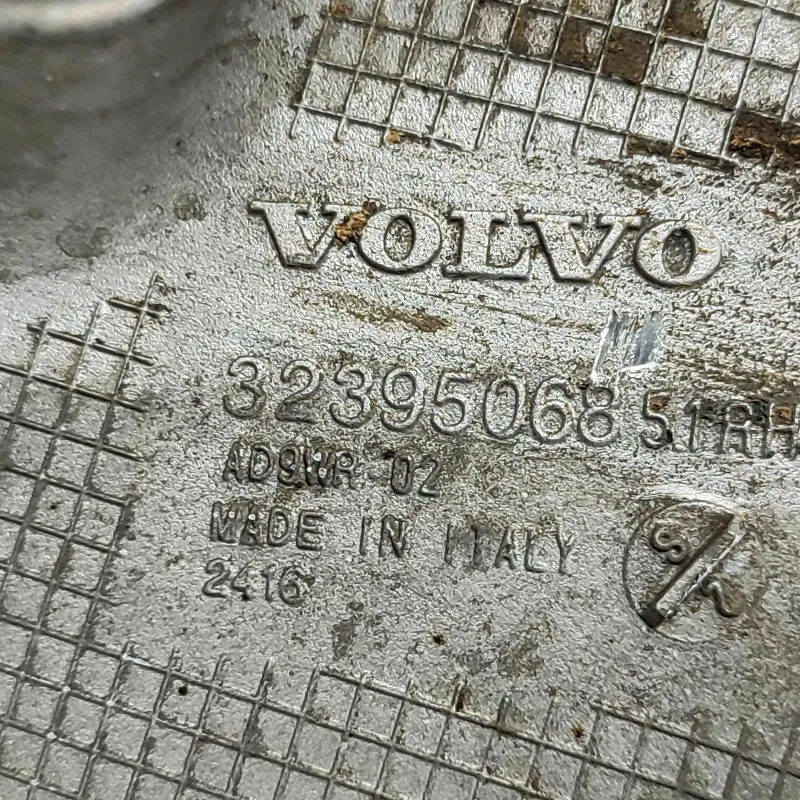 VOLVO
32395068 51RH
AD9WR-02
MADE IN ITALY
2416